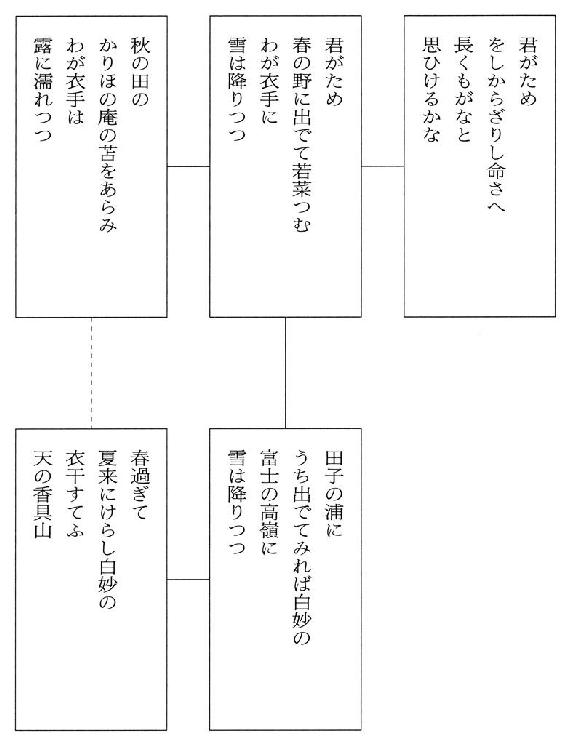 君がため
をしからざりし命さへ
長くもがなと
思ひけるかな
君がため
春の野に出でて若菜つむ
わが衣手に
雪は降りつつ
秋の田の
かりほの庵の苫をあらみ
わが衣手は
露に濡れつつ
田子の浦に
うち出でてみれば白妙の
富士の高嶺に
雪は降りつつ
春過ぎて
夏来にけらし白妙の
衣干すてふ
天の香具山